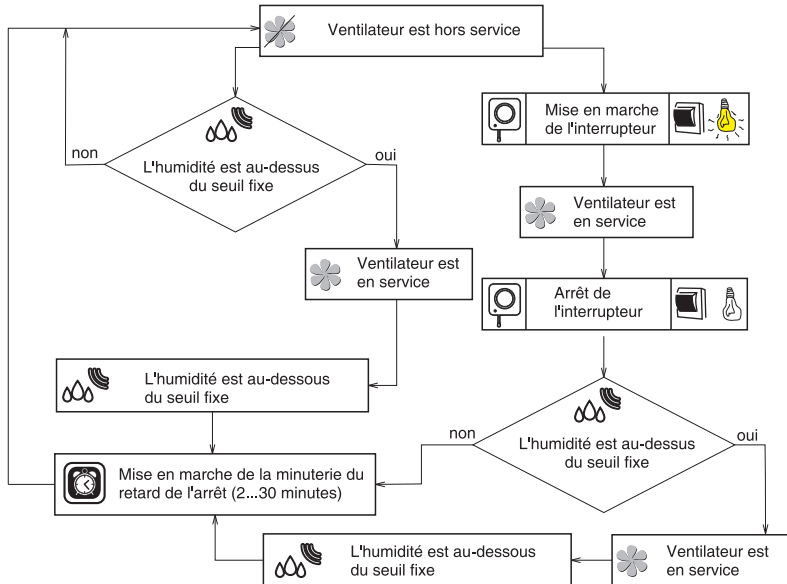 Ventilateur est hors service
Mise en marche
de l'interrupteur
L'humidité est au-dessus
du seuil fixe
non
oui
Ventilateur est
en service
Ventilateur est
en service
Arrêt de
l'interrupteur
L'humidité est au-dessous
du seuil fixe
L'humidité est au-dessus
du seuil fixe
non
oui
Mise en marche de la minuterie du
retard de l'arrêt (2...30 minutes)
L'humidité est au-dessous
du seuil fixe
Ventilateur est
en service